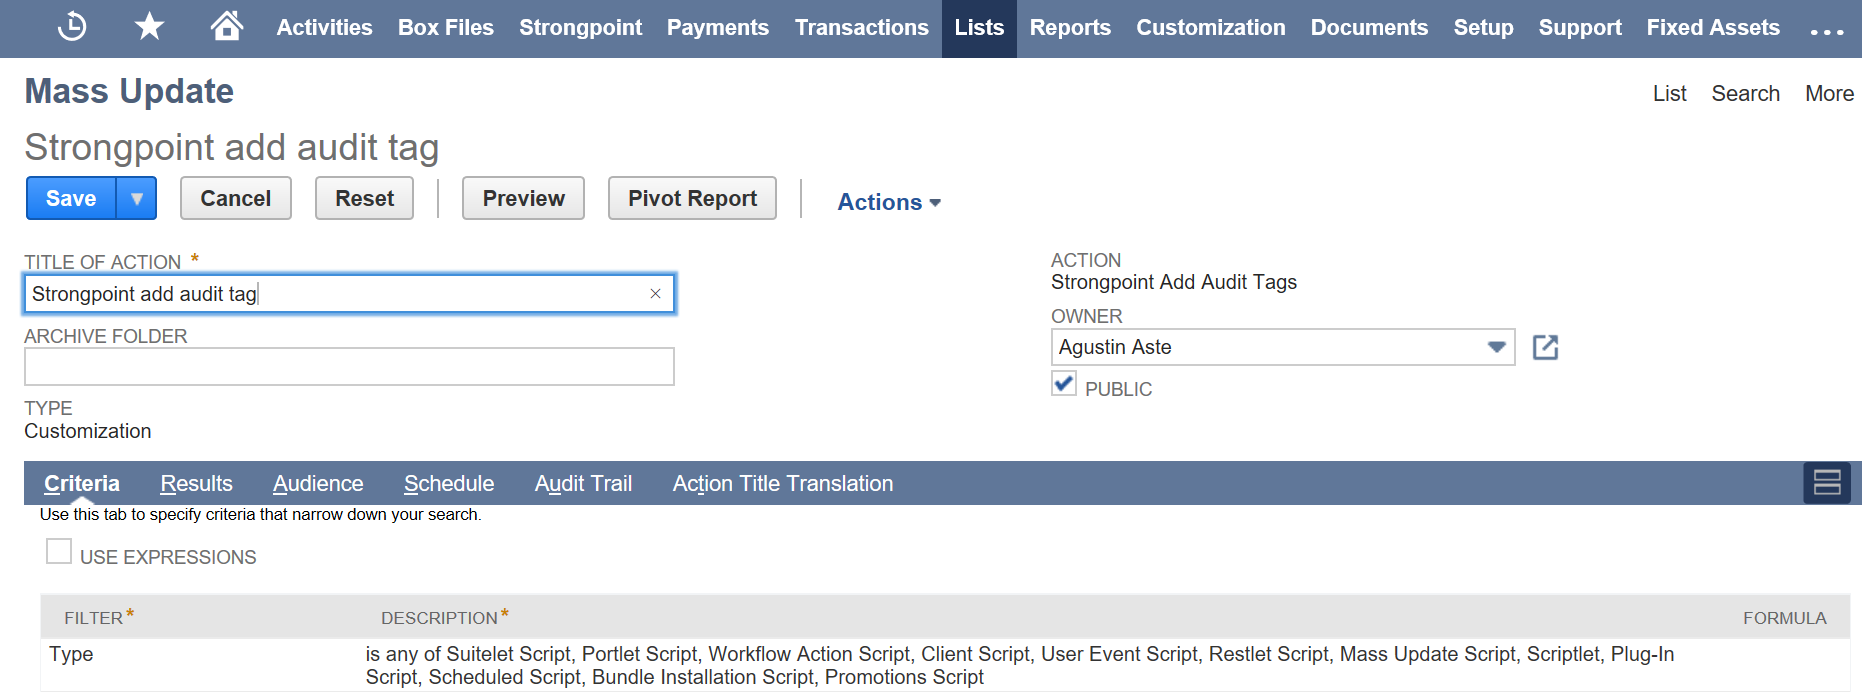 Activities Box Files Strongpoint Payments Transactions Lists Reports Customization Documents Setup Support Fixed Assets ...
Mass Update
List Search More
Strongpoint add audit tag
Save Cancel Reset Preview Pivot Report Actions
TITLE OF ACTION *
Strongpoint add audit tag
ARCHIVE FOLDER
TYPE
Customization
ACTION
Strongpoint Add Audit Tags
OWNER
Agustin Aste
PUBLIC
Criteria Results Audience Schedule Audit Trail Action Title Translation
Use this tab to specify criteria that narrow down your search.
USE EXPRESSIONS
FILTER * DESCRIPTION * FORMULA
Type is any of Suitelet Script, Portlet Script, Workflow Action Script, Client Script, User Event Script, Restlet Script, Mass Update Script, Scriptlet, Plug-In
Script, Scheduled Script, Bundle Installation Script, Promotions Script